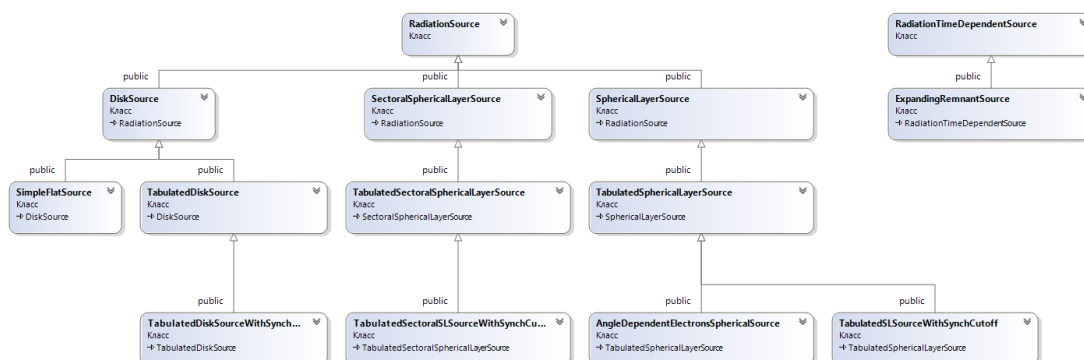 RadiationSource
Класс
RadiationTimeDependentSource
Класс
public
public
public
public
DiskSource
Класс
RadiationSource
SectoralSphericalLayerSource
Класс
RadiationSource
SphericalLayerSource
Класс
RadiationSource
ExpandingRemnantSource
Класс
RadiationTimeDependentSource
public
public
public
public
SimpleFlatSource
Класс
DiskSource
TabulatedDiskSource
Класс
DiskSource
TabulatedSectoralSphericalLayerSource
Класс
SectoralSphericalLayerSource
TabulatedSphericalLayerSource
Класс
SphericalLayerSource
public
public
public
public
TabulatedDiskSourceWithSynch...
Класс
TabulatedDiskSource
TabulatedSectoralSLSourceWithSynchCu...
Класс
TabulatedSectoralSphericalLayerSource
AngleDependentElectronsSphericalSource
Класс
TabulatedSphericalLayerSource
TabulatedSLSourceWithSynchCutoff
Класс
TabulatedSphericalLayerSource